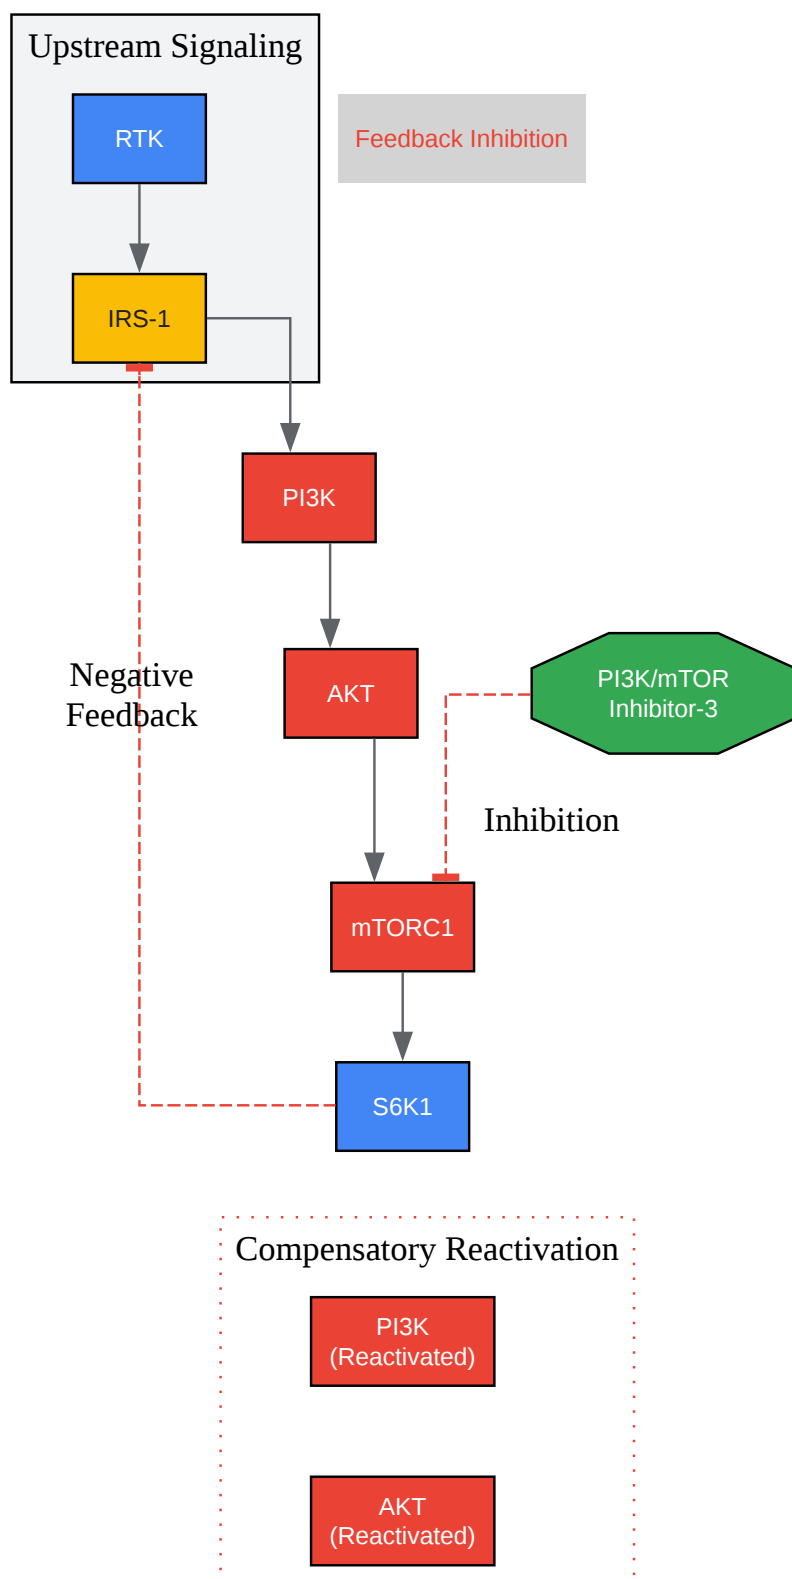 Upstream Signaling
RTK
Feedback Inhibition
IRS-1
PI3K
Negative
Feedback
AKT
PI3K/mTOR
Inhibitor-3
Inhibition
mTORC1
S6K1
Compensatory Reactivation
PI3K
(Reactivated)
AKT
(Reactivated)